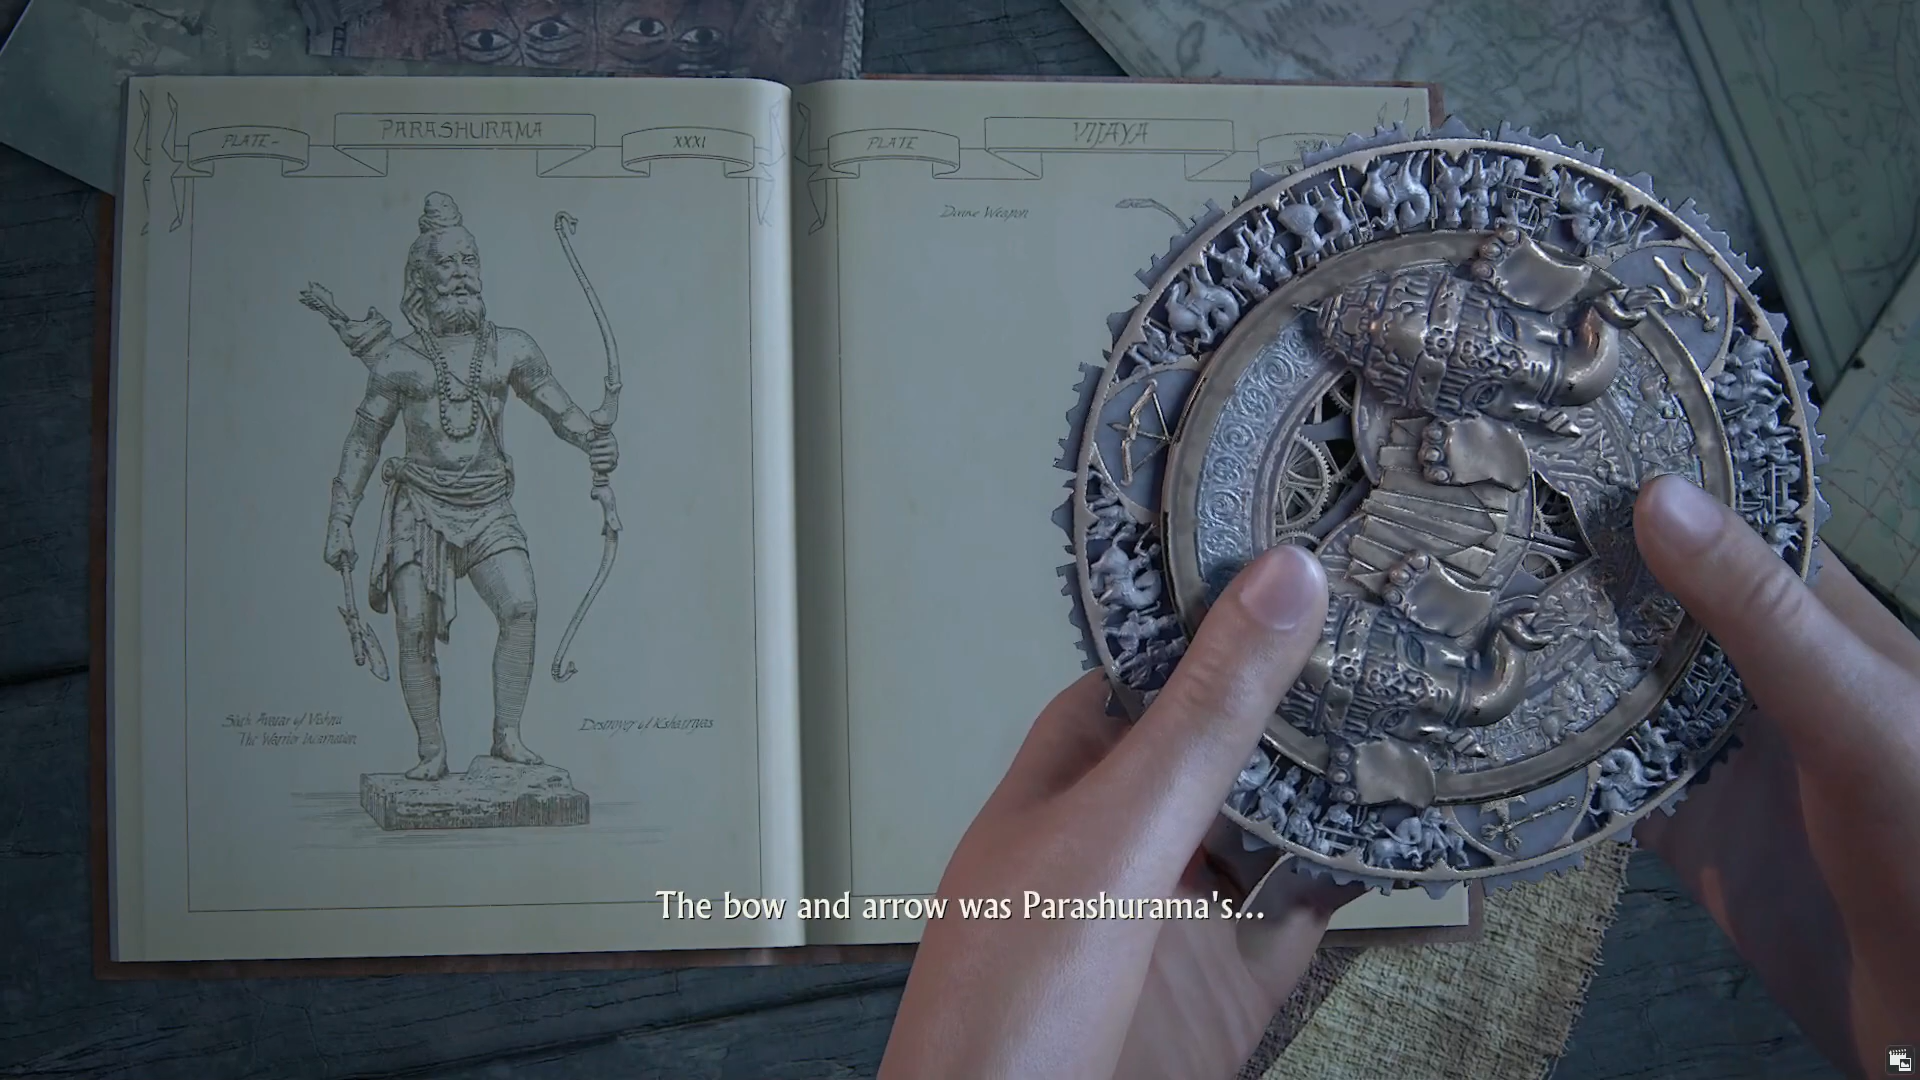 PLATE-
PARASHURAMA
XXXI
PLATE
VIJAYA
Divine Weapon
Sixth Avatar of Vishnu
The Warrior Incarnation
Destroyer of Kshatriyas
The bow and arrow was Parashurama's...